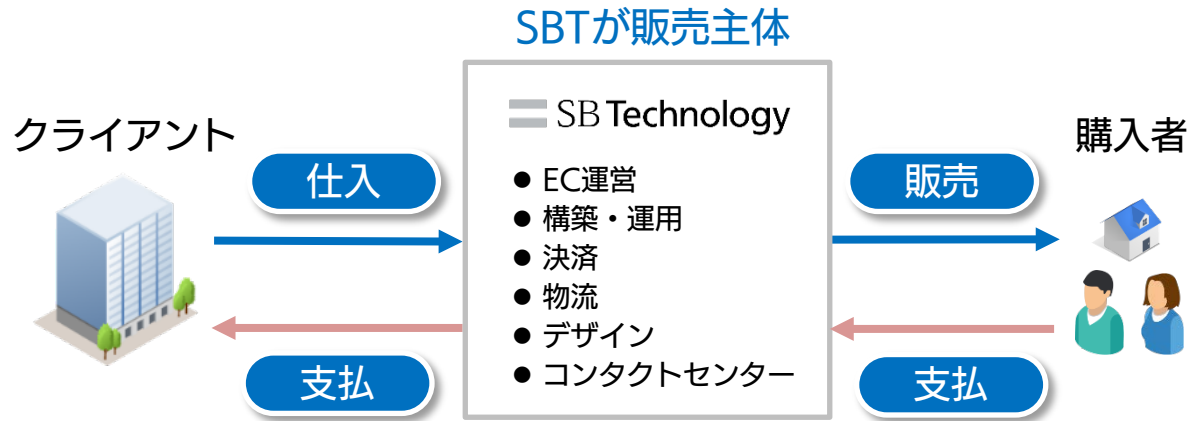 SBTが販売主体
クライアント
仕入
支払
SB Technology
● EC運営
● 構築・運用
● 決済
● 物流
● デザイン
● コンタクトセンター
販売
支払
購入者